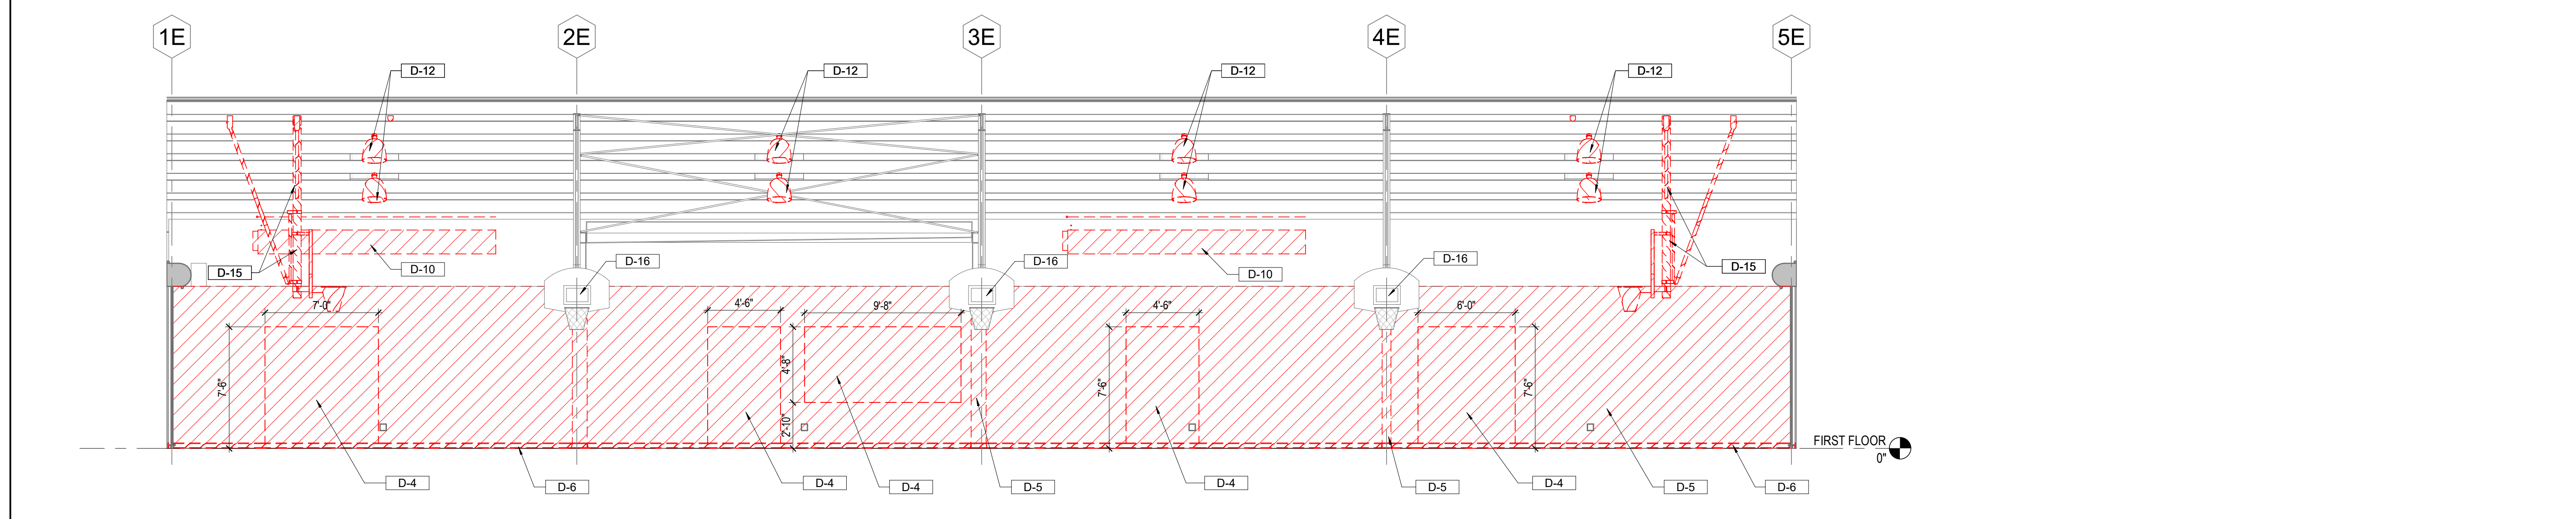 1E
2E
3E
4E
5E
D-12
D-12
D-12
D-12
D-16
D-16
D-16
D-15
D-10
D-10
D-15
7'-0"
4'-6"
9'-8"
4'-6"
6'-0"
7'-6"
4'-8"
7'-6"
7'-6"
2'-10"
FIRST FLOOR
0"
D-4
D-6
D-4
D-4
D-5
D-4
D-5
D-4
D-5
D-6